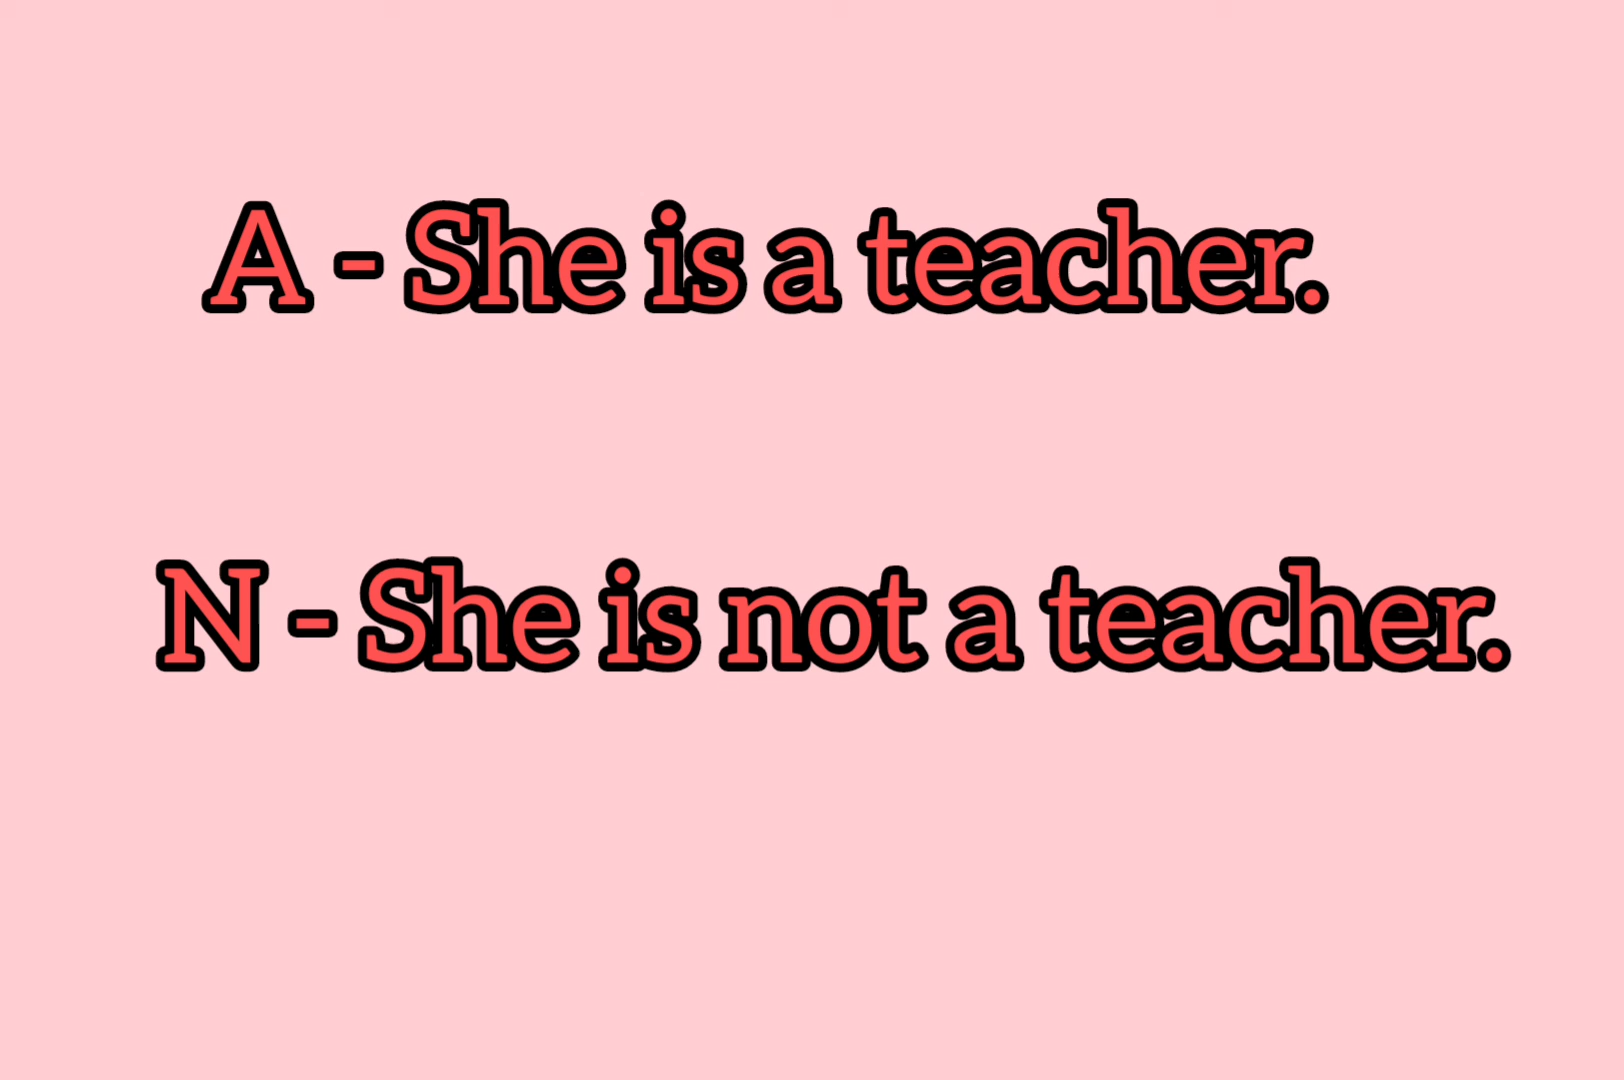 A - She is a teacher.
N - She is not a teacher.